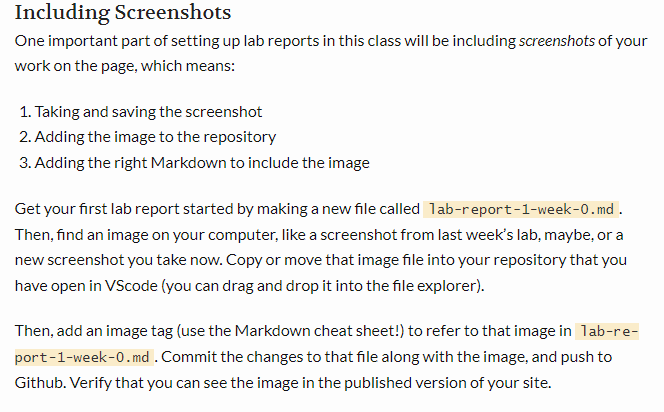 Including Screenshots
One important part of setting up lab reports in this class will be including screenshots of your
work on the page, which means:
1. Taking and saving the screenshot
2. Adding the image to the repository
3. Adding the right Markdown to include the image
Get your first lab report started by making a new file called lab-report-1-week-0.md.
Then, find an image on your computer, like a screenshot from last week's lab, maybe, or a
new screenshot you take now. Copy or move that image file into your repository that you
have open in VScode (you can drag and drop it into the file explorer).
Then, add an image tag (use the Markdown cheat sheet!) to refer to that image in lab-re-
port-1-week-0.md. Commit the changes to that file along with the image, and push to
Github. Verify that you can see the image in the published version of your site.